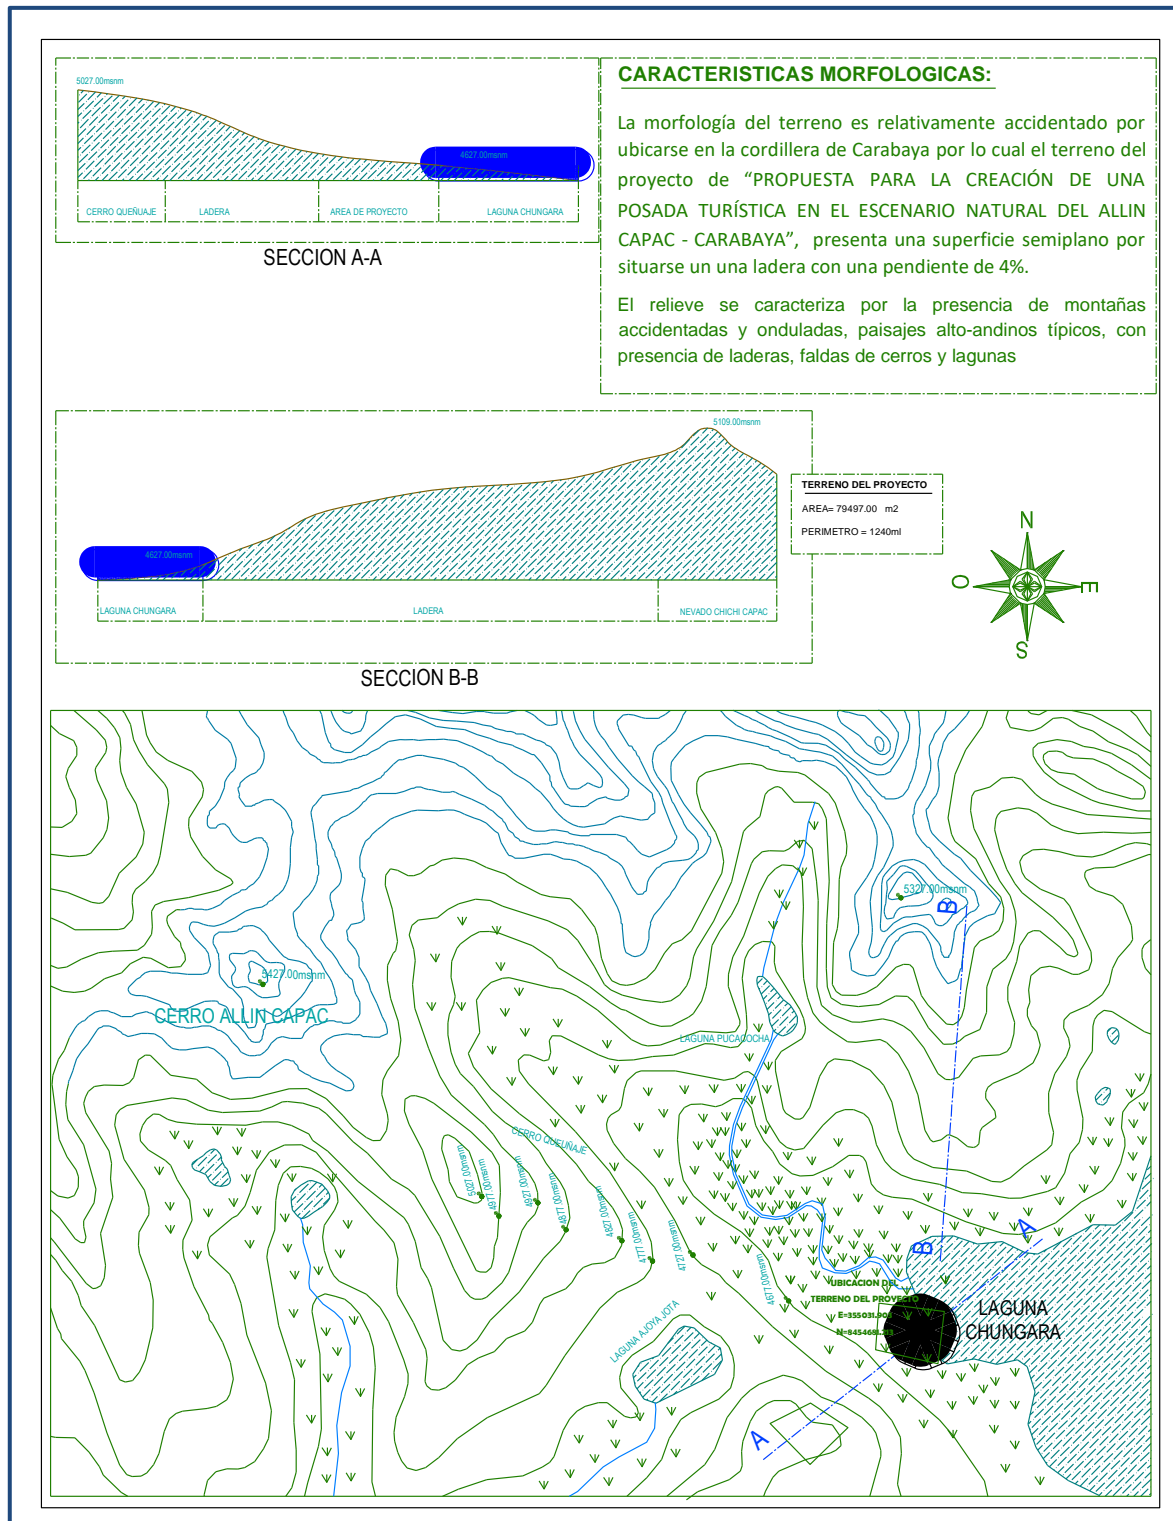 5027.00msnm
4627.00msnm
CERRO QUEÑUAJE
LADERA
AREA DE PROYECTO
LAGUNA CHUNGARA
SECCION A-A
CARACTERISTICAS MORFOLOGICAS:
La morfología del terreno es relativamente accidentado por
ubicarse en la cordillera de Carabaya por lo cual el terreno del
proyecto de “PROPUESTA PARA LA CREACIÓN DE UNA
POSADA TURÍSTICA EN EL ESCENARIO NATURAL DEL ALLIN
CAPAC - CARABAYA”, presenta una superficie semiplano por
situarse un una ladera con una pendiente de 4%.
El relieve se caracteriza por la presencia de montañas
accidentadas y onduladas, paisajes alto-andinos típicos, con
presencia de laderas, faldas de cerros y lagunas
5109.00msnm
4627.00msnm
LAGUNA CHUNGARA
LADERA
NEVADO CHICHI CAPAC
SECCION B-B
TERRENO DEL PROYECTO
AREA= 79497.00 m2
PERIMETRO = 1240ml
N
O
E
S
5327.00msnm
B
5427.00msnm
CERRO ALLIN CAPAC
LAGUNA PUCACOCHA
CERRO QUEUÑAJE
5027.00msnm
4977.00msnm
4927.00msnm
4877.00msnm
4827.00msnm
4777.00msnm
4727.00msnm
4677.00msnm
A
B
UBICACION DEL
TERRENO DEL PROYECTO
LAGUNA
CHUNGARA
LAGUNA AJOYA JOTA
A